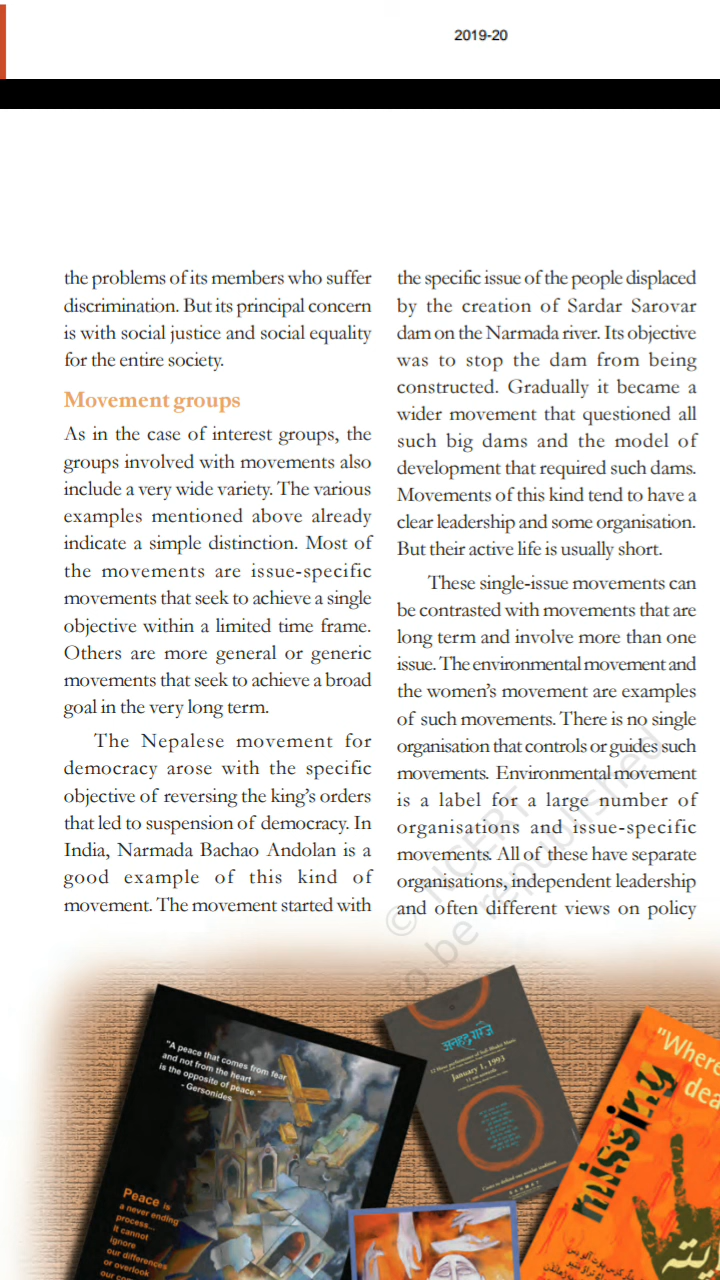 2019-20
the problems of its members who suffer
discrimination. But its principal concern
is with social justice and social equality
for the entire society.
Movement groups
As in the case of interest groups, the
groups involved with movements also
include a very wide variety. The various
examples mentioned above already
indicate a simple distinction. Most of
the movements are issue-specific
movements that seek to achieve a single
objective within a limited time frame.
Others are more general or generic
movements that seek to achieve a broad
goal in the very long term.
The Nepalese movement for
democracy arose with the specific
objective of reversing the king's orders
that led to suspension of democracy. In
India, Narmada Bachao Andolan is a
good example of this kind of
movement. The movement started with
the specific issue of the people displaced
by the creation of Sardar Sarovar
dam on the Narmada river. Its objective
was to stop the dam from being
constructed. Gradually it became a
wider movement that questioned all
such big dams and the model of
development that required such dams.
Movements of this kind tend to have a
clear leadership and some organisation.
But their active life is usually short.
These single-issue movements can
be contrasted with movements that are
long term and involve more than one
issue. The environmental movement and
the women's movement are examples
of such movements. There is no single
organisation that controls or guides such
movements. Environmental movement
is a label for a large number of
organisations and issue-specific
movements. All of these have separate
organisations, independent leadership
and often different views on policy
© NCERT
to be republished
"A peace that comes from fear
and not from the heart
is the opposite of peace."
- Gersonides
Peace is
a never ending
process...
It cannot
ignore
our differences
or overlook
our
अनहद गरज
January 1, 1993
"Where
dea
missing